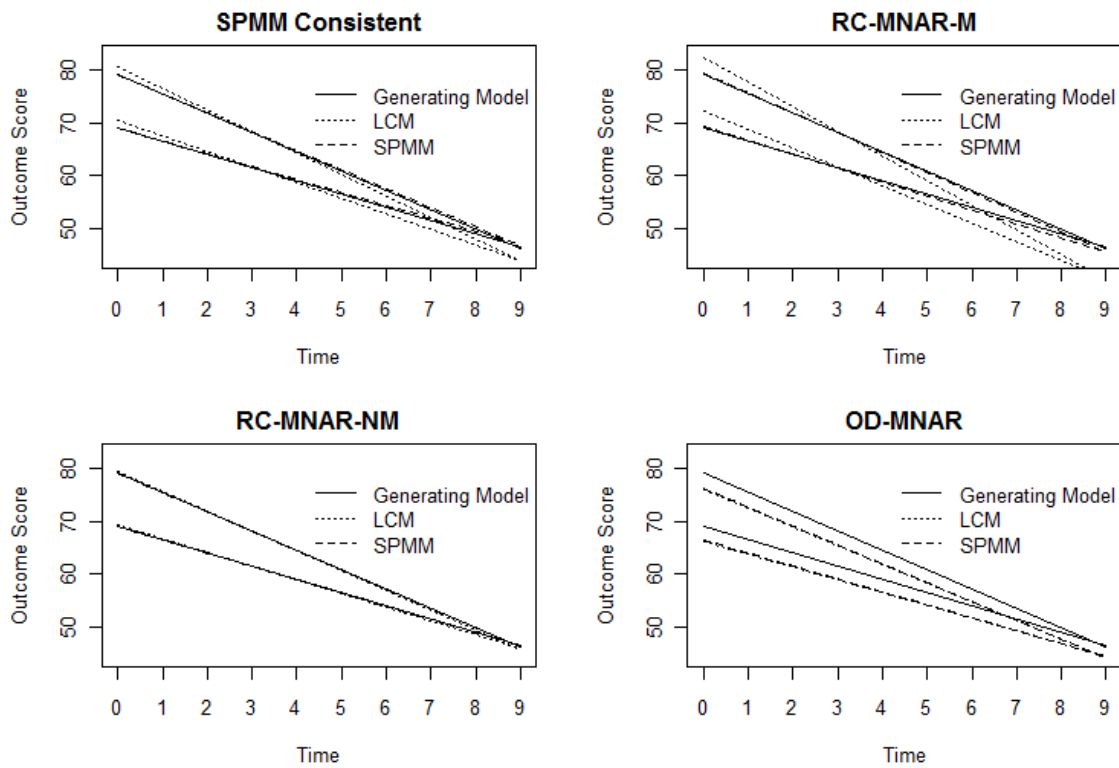 SPMM Consistent
Outcome Score
80
70
60
50
Generating Model
LCM
SPMM
0 1 2 3 4 5 6 7 8 9
Time
RC-MNAR-M
Outcome Score
80
70
60
50
Generating Model
LCM
SPMM
0 1 2 3 4 5 6 7 8 9
Time
RC-MNAR-NM
Outcome Score
80
70
60
50
Generating Model
LCM
SPMM
0 1 2 3 4 5 6 7 8 9
Time
OD-MNAR
Outcome Score
80
70
60
50
Generating Model
LCM
SPMM
0 1 2 3 4 5 6 7 8 9
Time